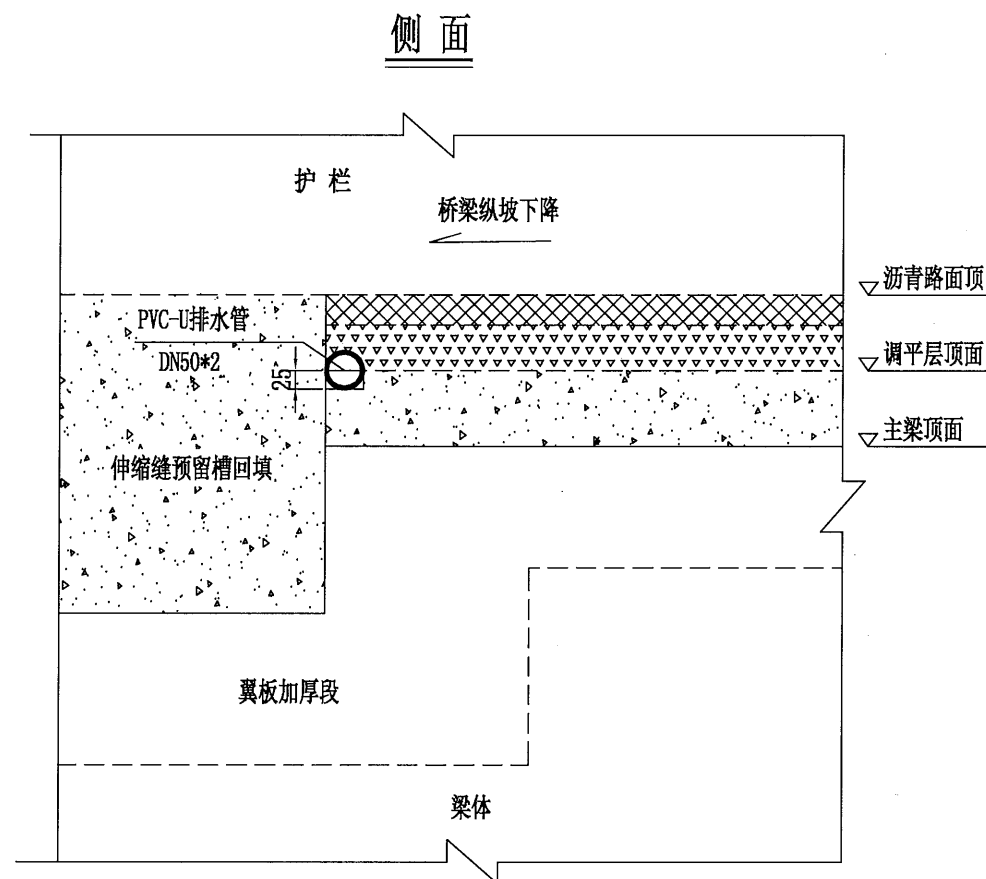 侧 面
护 栏
桥梁纵坡下降
沥青路面顶
PVC-U排水管
调平层顶面
DN50*2
25
主梁顶面
伸缩缝预留槽回填
翼板加厚段
梁体